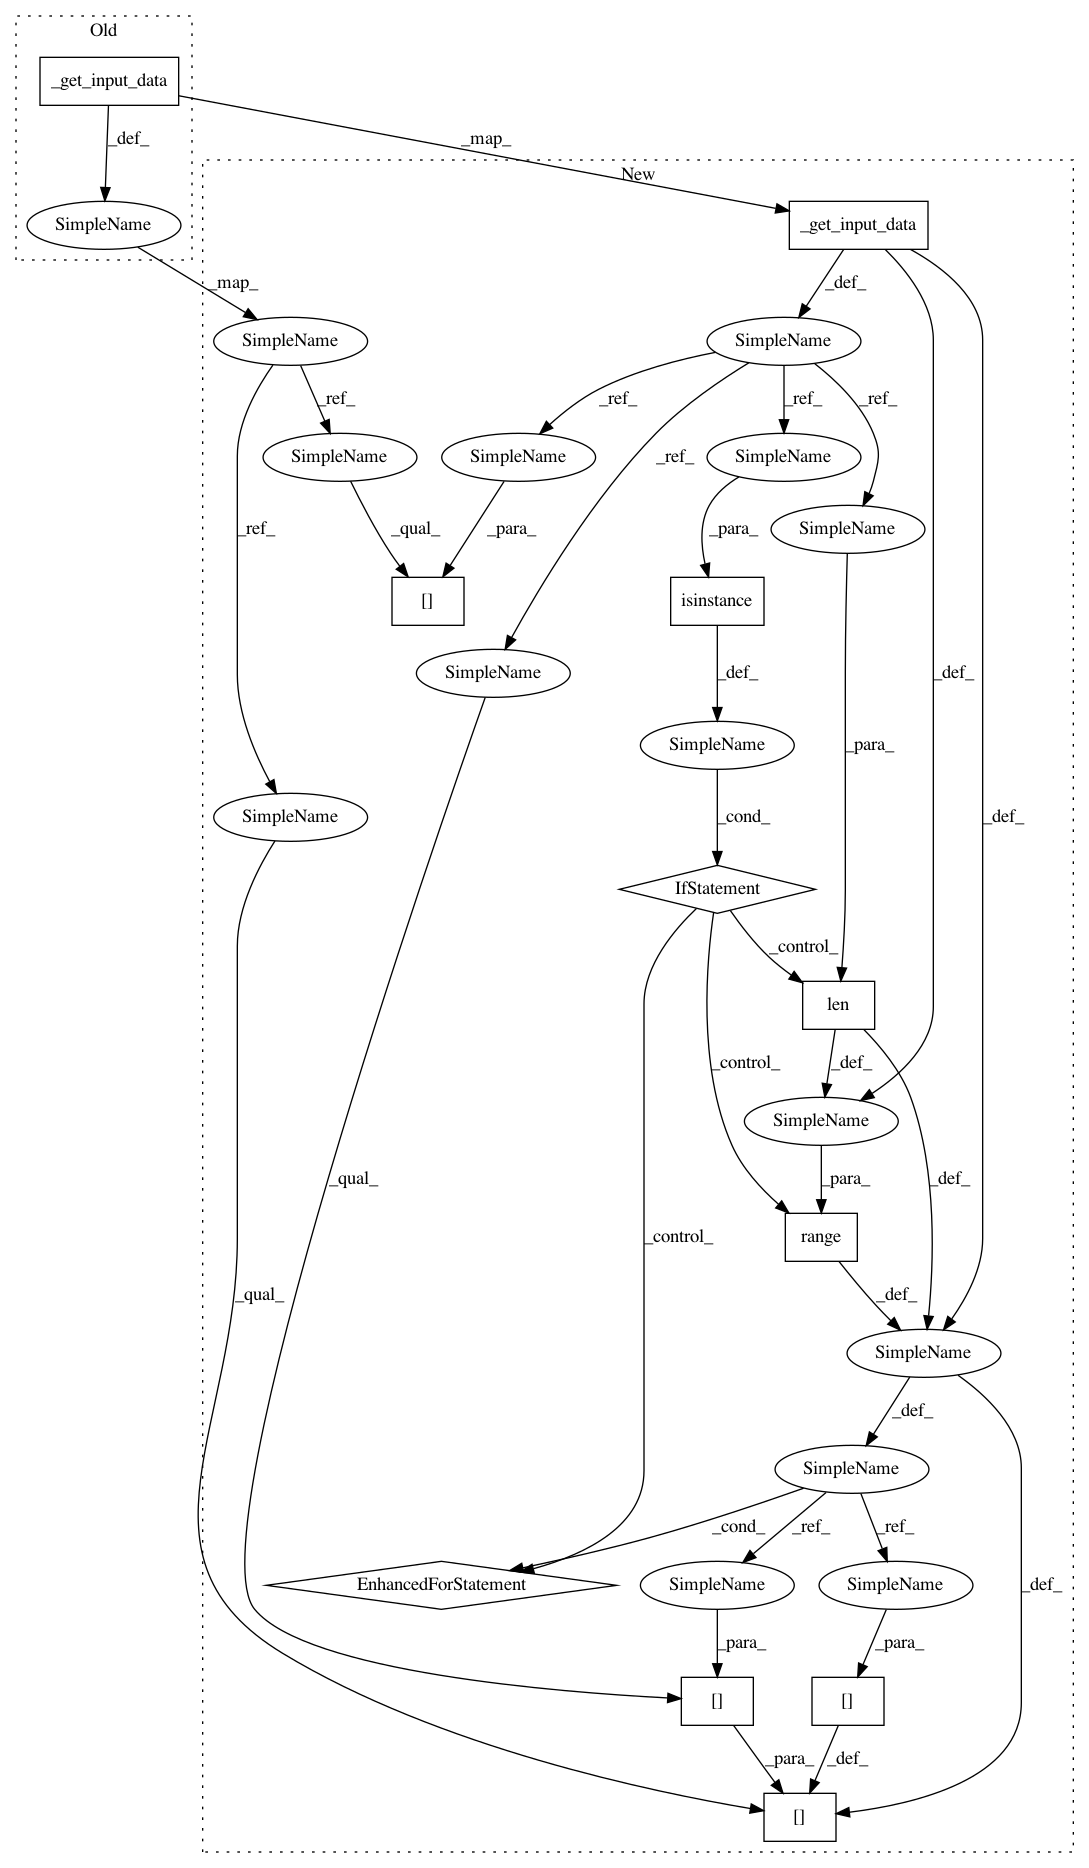 Old
_get_input_data
_def_
_map_
New
SimpleName
_get_input_data
_map_
_def_
SimpleName
SimpleName
_ref_
_ref_
_ref_
_ref_
SimpleName
SimpleName
_ref_
SimpleName
_ref_
_qual_
_para_
_para_
SimpleName
[]
isinstance
SimpleName
_def_
_def_
SimpleName
_para_
SimpleName
_cond_
_def_
IfStatement
_control_
len
_control_
_def_
SimpleName
_qual_
_para_
_def_
_control_
range
_qual_
_def_
SimpleName
_def_
SimpleName
_cond_
_ref_
_ref_
EnhancedForStatement
SimpleName
SimpleName
_def_
_para_
_para_
[]
[]
_para_
_def_
[]